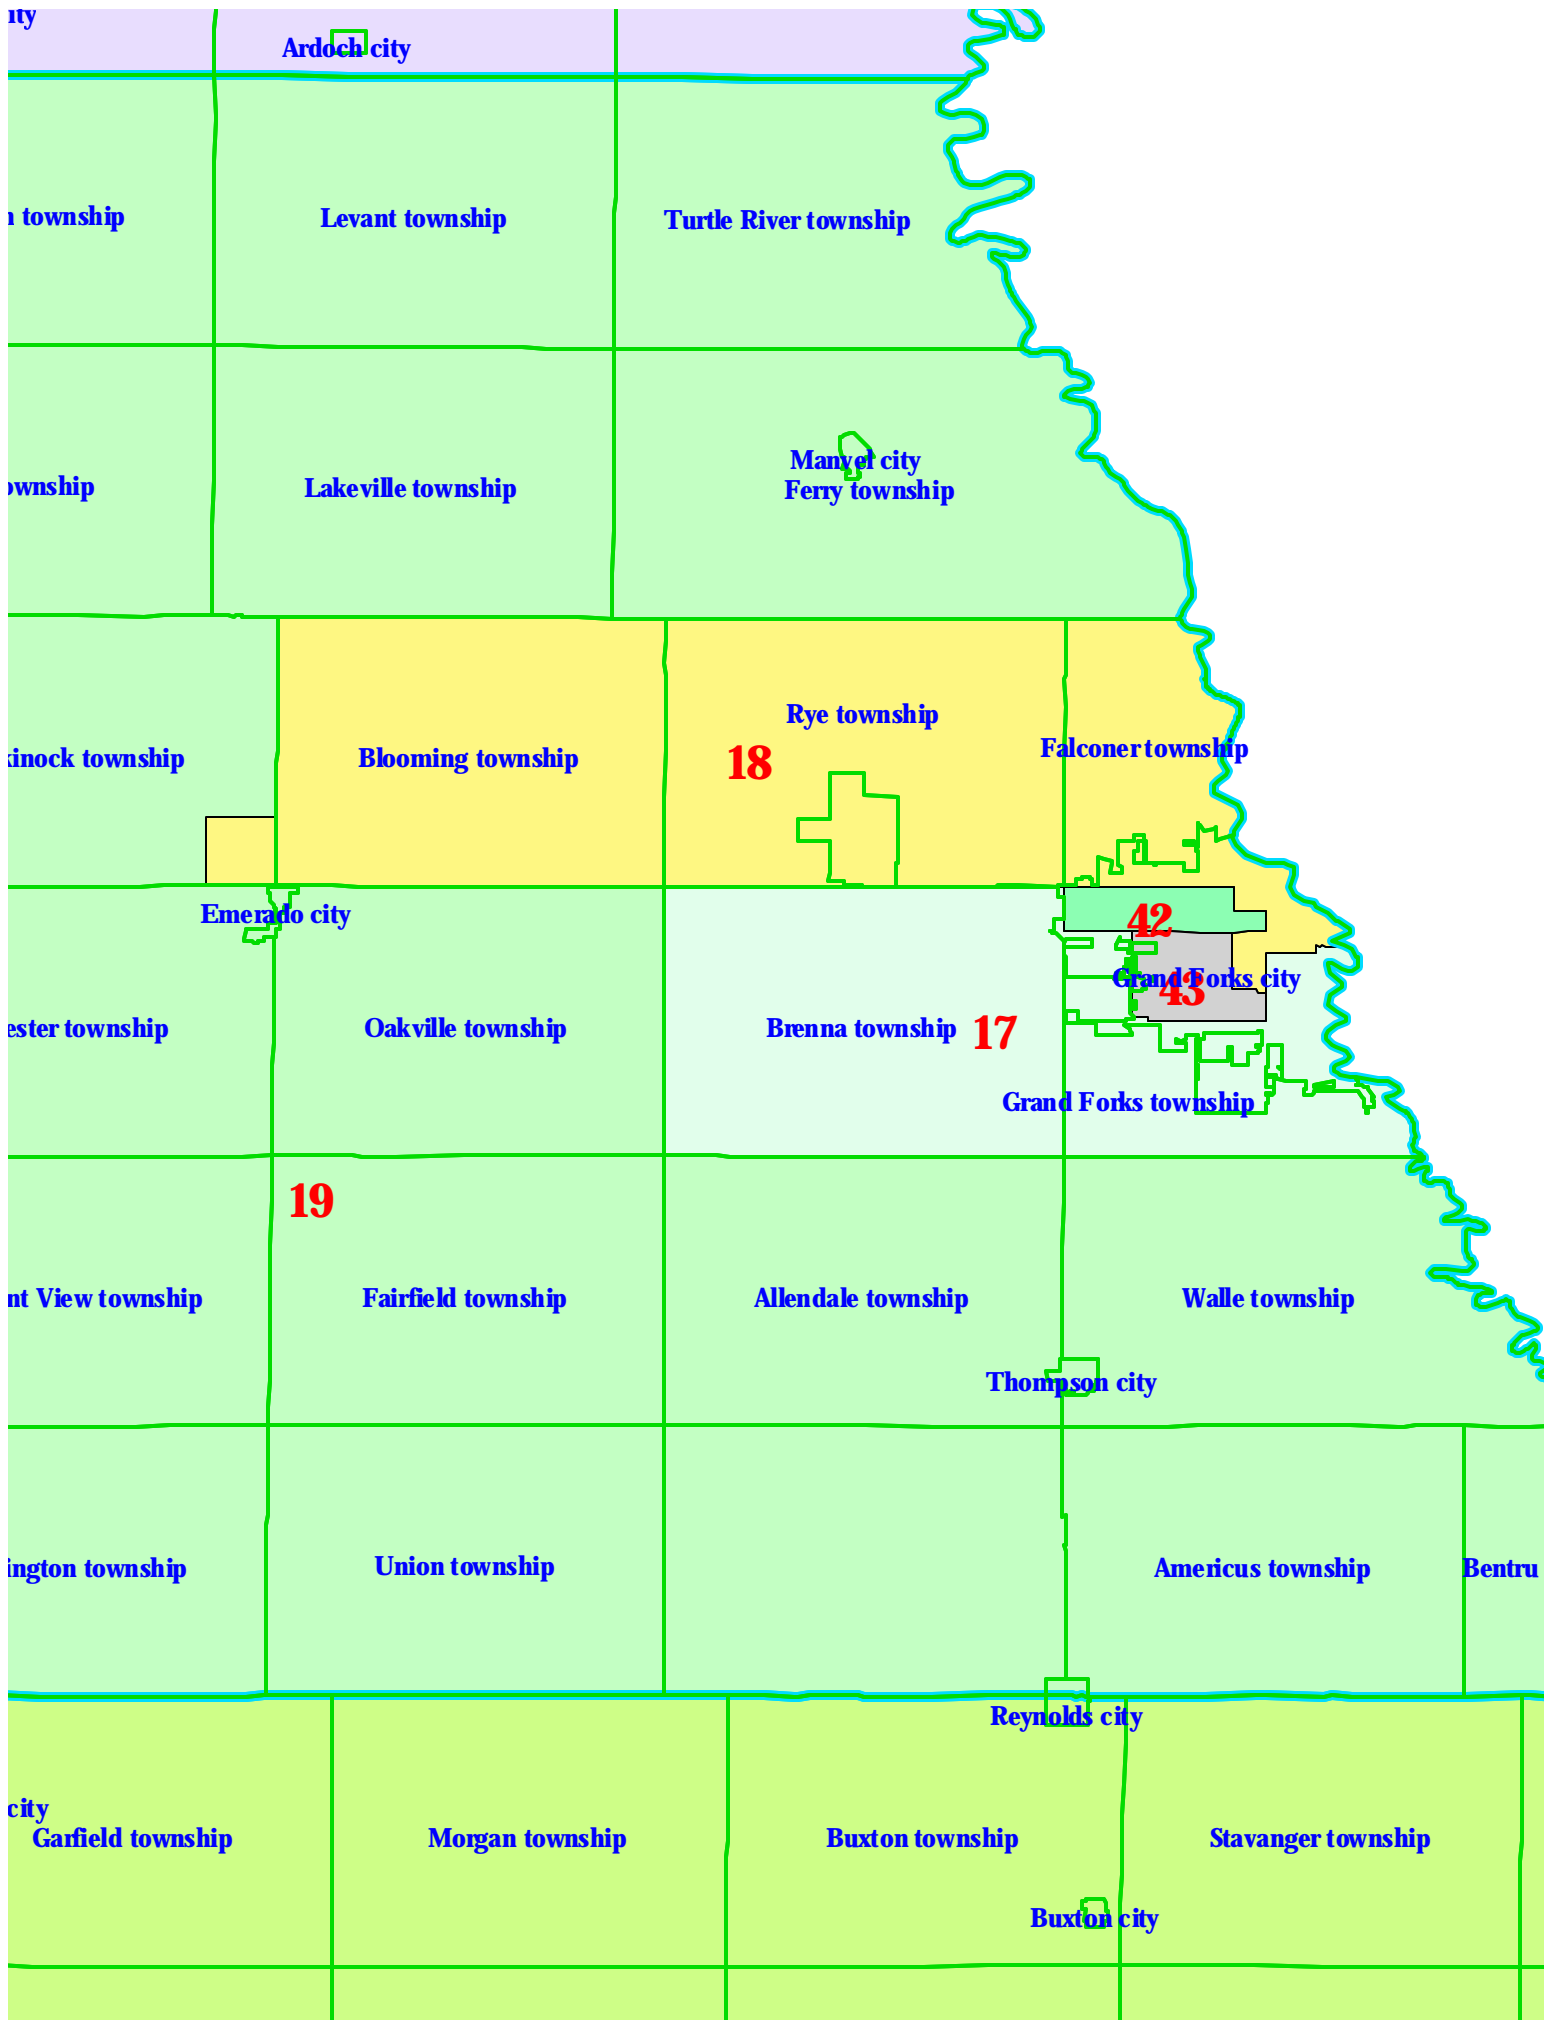 ity
Ardoch city
n township
Levant township
Turtle River township
Manvel city
ownship
Lakeville township
Ferry township
Rye township
Falconer township
kinock township
Blooming township
18
Emerado city
42
Grand Forks city
43
ester township
Oakville township
Brenna township
17
Grand Forks township
19
nt View township
Fairfield township
Allendale township
Walle township
Thompson city
ington township
Union township
Americus township
Bentru
Reynolds city
city
Garfield township
Morgan township
Buxton township
Stavanger township
Buxton city